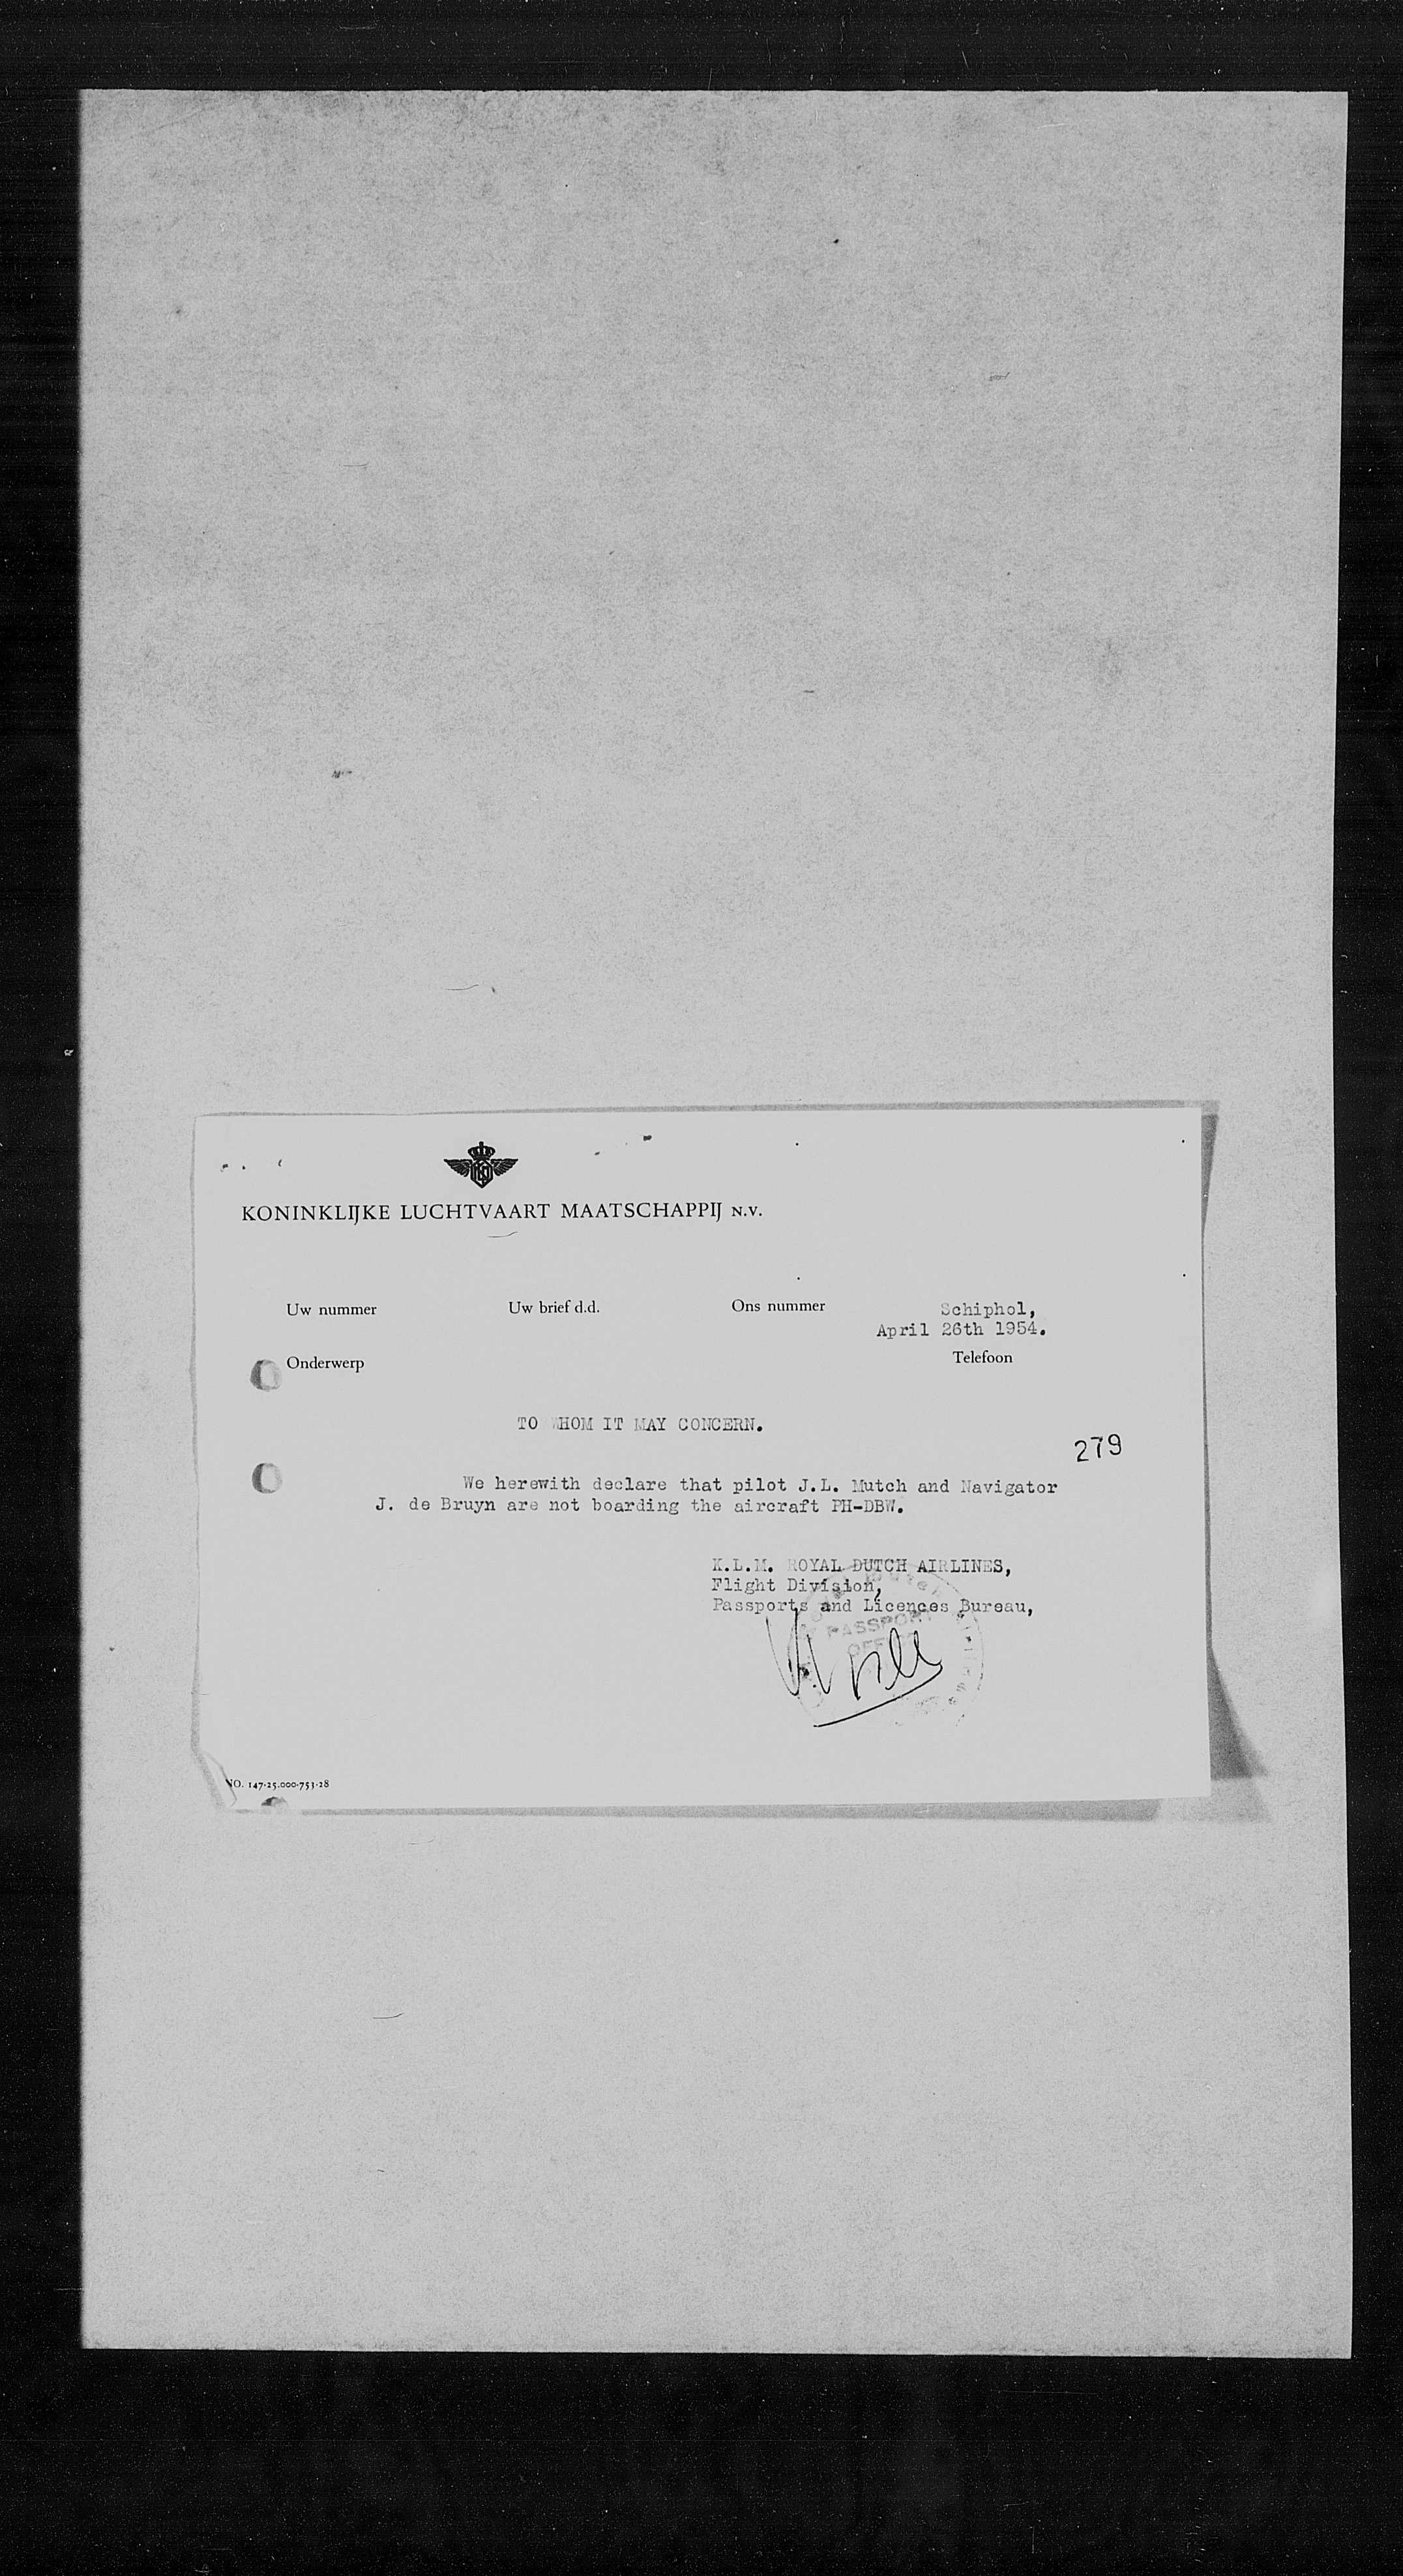 KONINKLIJKE LUCHTVAART MAATSCHAPPIJ N.V.
Uw nummer Uw brief d.d. Ons nummer Schiphol,
April 26th 1954.
Onderwerp Telefoon
TO WHOM IT MAY CONCERN.
279
We herewith declare that pilot J.L. Mutch and Navigator
J. de Bruyn are not boarding the aircraft PH-DBW.
K.L.M. ROYAL DUTCH AIRLINES,
Flight Division,
Passports and Licences Bureau,
PASSPORT
NO. 147-25.000-753-28